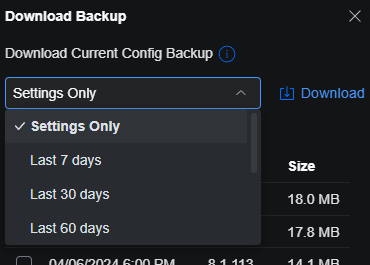 Download Backup
Download Current Config Backup
Settings Only
Download
Settings Only
Last 7 days
Size
Last 30 days
18.0 MB
Last 60 days
17.8 MB
04/06/2024 6:00 PM 8.1.113 14.1 MB